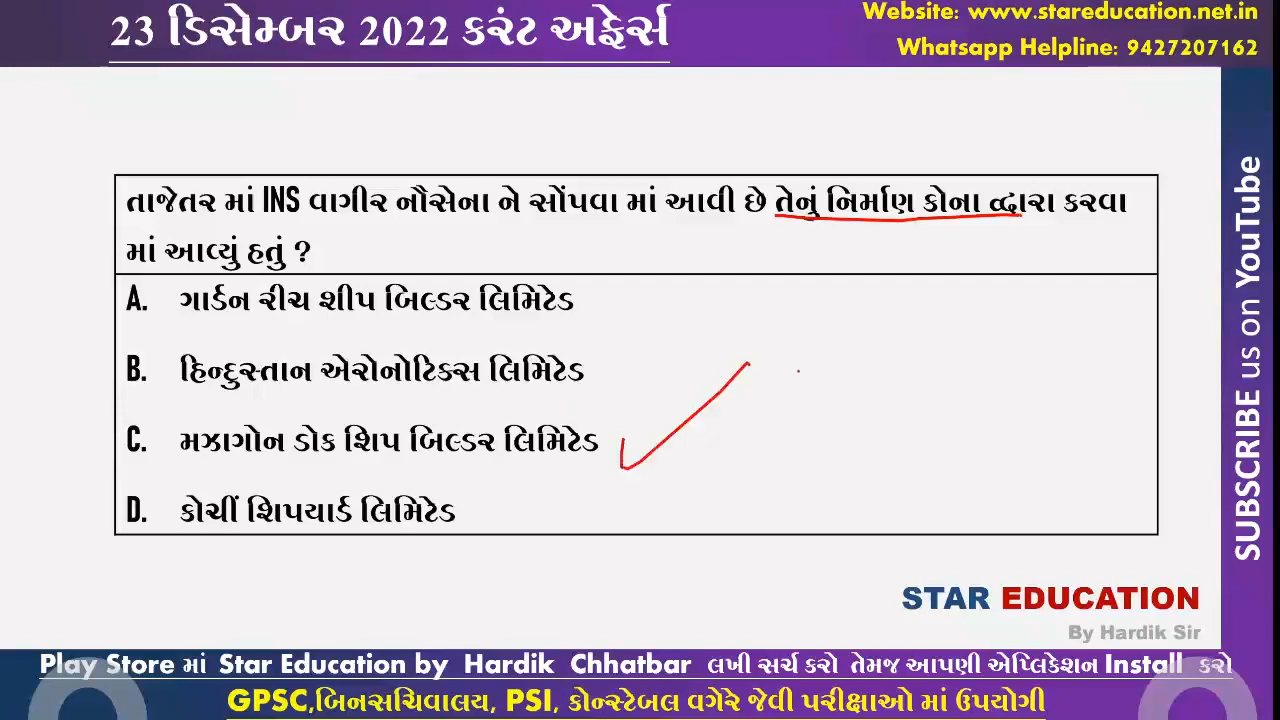 23 ડિસેમ્બર 2022 કરંટ અફેર્સ
Website: www.stareducation.net.in
Whatsapp Helpline: 9427207162
તાજેતર માં INS વાગીર નૌસેના ને સોંપવા માં આવી છે તેનું નિર્માણ કોના ત્દ્વારા કરવા
માં આવ્યું હતું ?
A. ગાર્ડન રીચ શીપ બિલ્ડર લિમિટેડ
B. હિન્દુસ્તાન એરોનોટિક્સ લિમિટેડ
C. મઝાગોન ડોક શિપ બિલ્ડર લિમિટેડ
D. કોચીં શિપયાર્ડ લિમિટેડ
SUBSCRIBE us on YouTube
STAR EDUCATION
By Hardik Sir
Play Store માં Star Education by Hardik Chhatbar લખી સર્ચ કરો તેમજ આપણી એપ્લિકેશન Install કરો
GPSC,બિનસચિવાલય, PSI, કોન્સ્ટેબલ વગેરે જેવી પરીક્ષાઓ માં ઉપયોગી